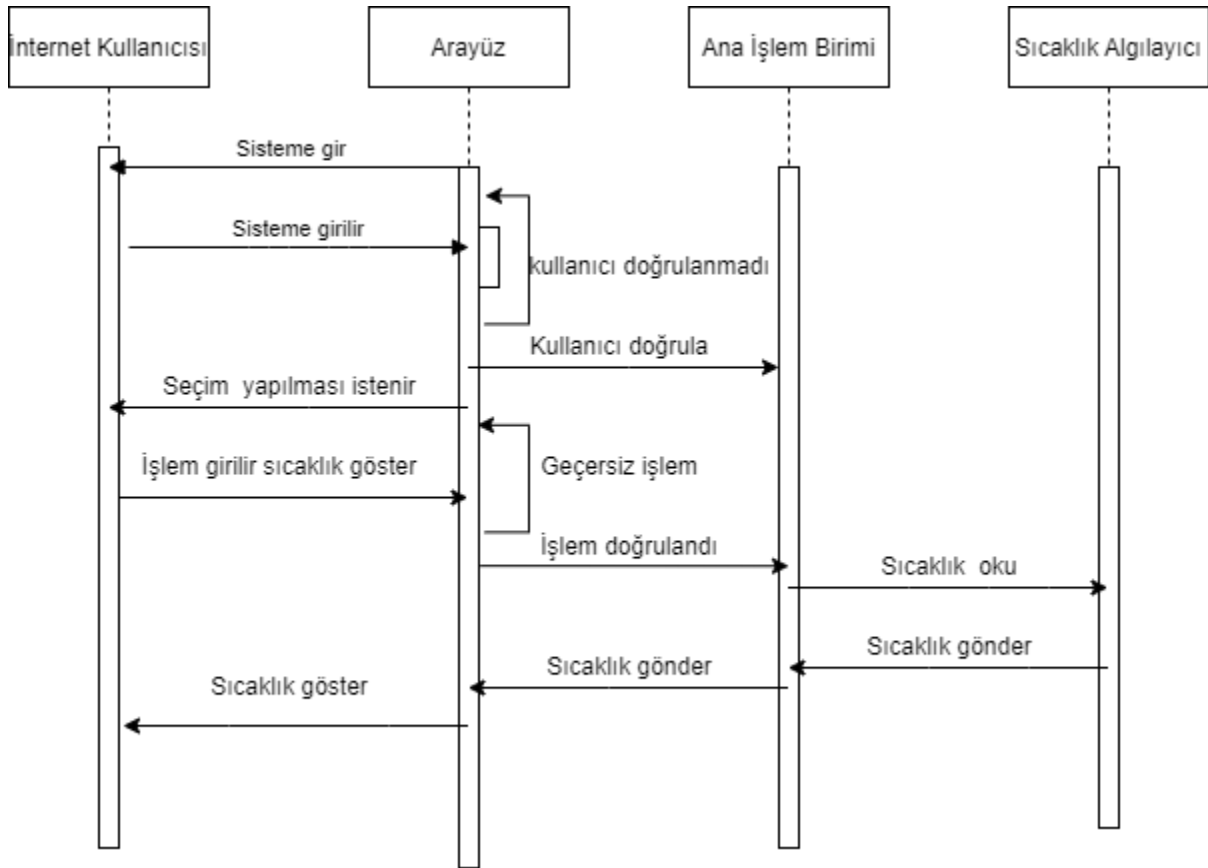 İnternet Kullanıcısı
Arayüz
Ana İşlem Birimi
Sıcaklık Algılayıcı
Sisteme gir
Sisteme girilir
kullanıcı doğrulanmadı
Kullanıcı doğrula
Seçim yapılması istenir
İşlem girilir sıcaklık göster
Geçersiz işlem
İşlem doğrulandı
Sıcaklık oku
Sıcaklık gönder
Sıcaklık gönder
Sıcaklık göster